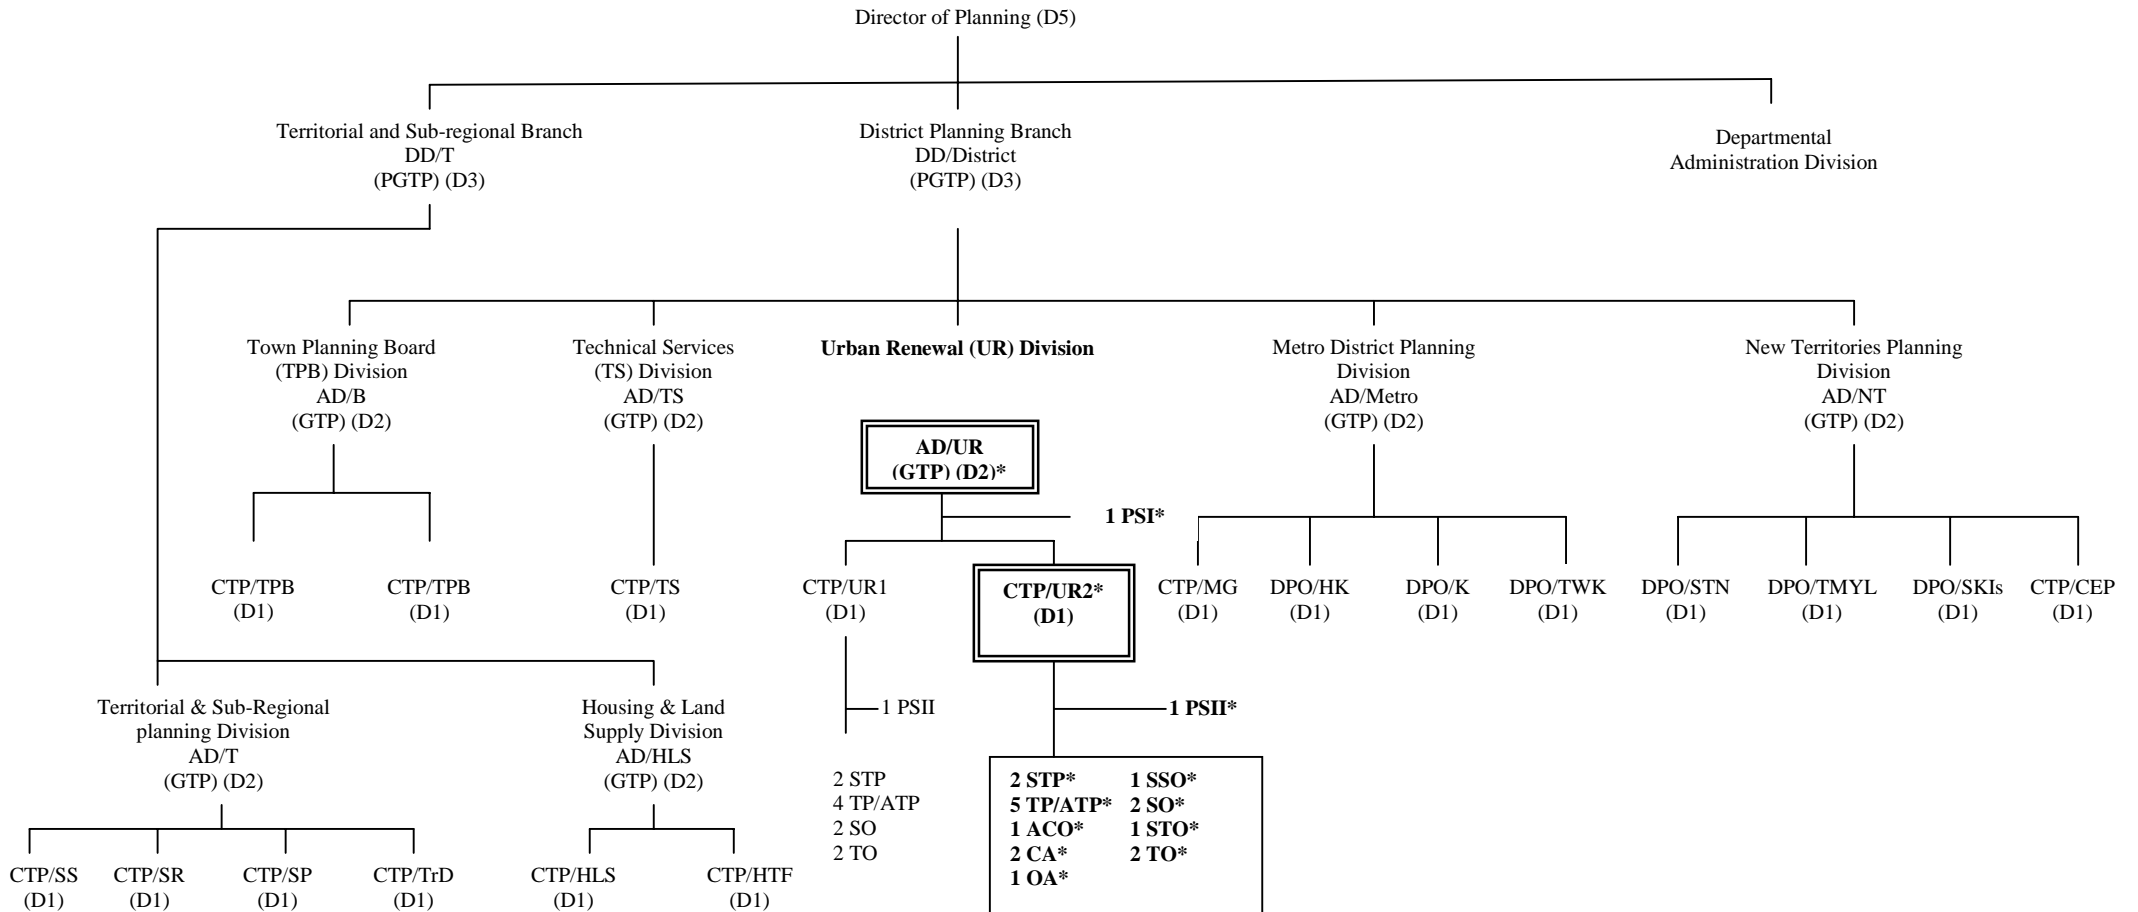 Director of Planning (D5)
Territorial and Sub-regional Branch
DD/T
(PGTP) (D3)
District Planning Branch
DD/District
(PGTP) (D3)
Departmental
Administration Division
Town Planning Board
(TPB) Division
AD/B
(GTP) (D2)
Technical Services
(TS) Division
AD/TS
(GTP) (D2)
Urban Renewal (UR) Division
Metro District Planning
Division
AD/Metro
(GTP) (D2)
New Territories Planning
Division
AD/NT
(GTP) (D2)
AD/UR
(GTP) (D2)*
1 PSI*
CTP/TPB
(D1)
CTP/TPB
(D1)
CTP/TS
(D1)
CTP/UR1
(D1)
CTP/UR2*
(D1)
CTP/MG
(D1)
DPO/HK
(D1)
DPO/K
(D1)
DPO/TWK
(D1)
DPO/STN
(D1)
DPO/TMYL
(D1)
DPO/SKIs
(D1)
CTP/CEP
(D1)
Territorial & Sub-Regional
planning Division
AD/T
(GTP) (D2)
Housing & Land
Supply Division
AD/HLS
(GTP) (D2)
1 PSII
1 PSII*
2 STP
4 TP/ATP
2 SO
2 TO
2 STP* 1 SSO*
5 TP/ATP* 2 SO*
1 ACO* 1 STO*
2 CA* 2 TO*
1 OA*
CTP/SS
(D1)
CTP/SR
(D1)
CTP/SP
(D1)
CTP/TrD
(D1)
CTP/HLS
(D1)
CTP/HTF
(D1)